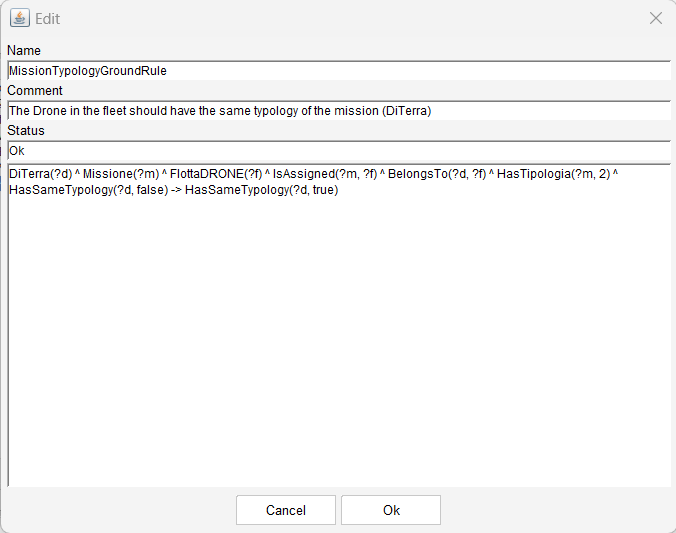 Edit
Name
MissionTypologyGroundRule
Comment
The Drone in the fleet should have the same typology of the mission (DiTerra)
Status
Ok
DiTerra(?d) ^ Missione(?m) ^ FlottaDRONE(?f) ^ IsAssigned(?m, ?f) ^ BelongsTo(?d, ?f) ^ HasTipologia(?m, 2) ^
HasSameTypology(?d, false) -> HasSameTypology(?d, true)
Cancel Ok